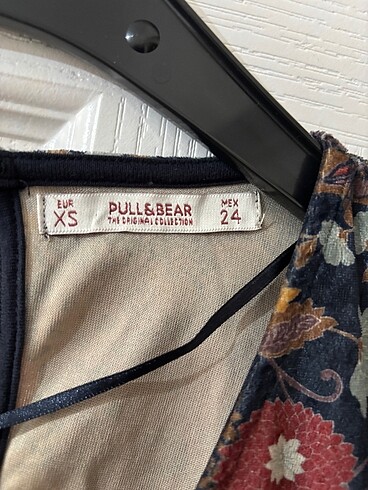 EUR
XS
PULL&BEAR
THE ORIGINAL COLLECTION
MEX
24